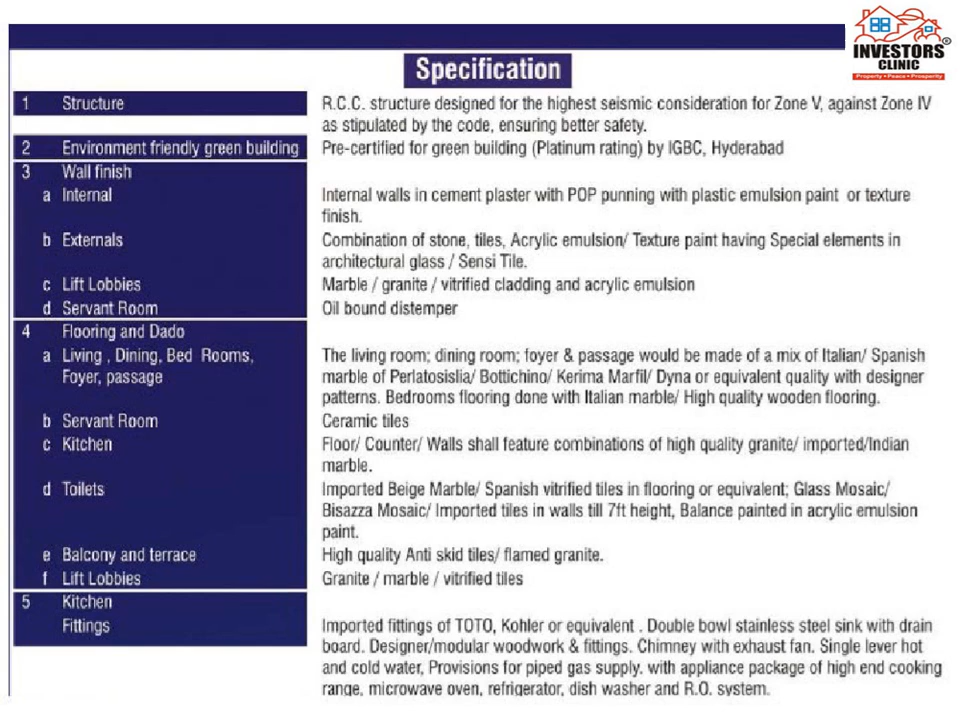 INVESTORS®
CLINIC
Property • Peace • Prosperity
Specification
1 Structure R.C.C. structure designed for the highest seismic consideration for Zone V, against Zone IV
as stipulated by the code, ensuring better safety.
2 Environment friendly green building Pre-certified for green building (Platinum rating) by IGBC, Hyderabad
3 Wall finish
a Internal Internal walls in cement plaster with POP punning with plastic emulsion paint or texture
finish.
b Externals Combination of stone, tiles, Acrylic emulsion/ Texture paint having Special elements in
architectural glass / Sensi Tile.
c Lift Lobbies Marble / granite / vitrified cladding and acrylic emulsion
d Servant Room Oil bound distemper
4 Flooring and Dado
a Living , Dining, Bed Rooms, The living room; dining room; foyer & passage would be made of a mix of Italian/ Spanish
Foyer, passage marble of Perlatosislia/ Bottichino/ Kerima Marfil/ Dyna or equivalent quality with designer
patterns. Bedrooms flooring done with Italian marble/ High quality wooden flooring.
b Servant Room Ceramic tiles
c Kitchen Floor/ Counter/ Walls shall feature combinations of high quality granite/ imported/Indian
marble.
d Toilets Imported Beige Marble/ Spanish vitrified tiles in flooring or equivalent; Glass Mosaic/
Bisazza Mosaic/ Imported tiles in walls till 7ft height, Balance painted in acrylic emulsion
paint.
e Balcony and terrace High quality Anti skid tiles/ flamed granite.
f Lift Lobbies Granite / marble / vitrified tiles
5 Kitchen
Fittings Imported fittings of TOTO, Kohler or equivalent . Double bowl stainless steel sink with drain
board. Designer/modular woodwork & fittings. Chimney with exhaust fan. Single lever hot
and cold water, Provisions for piped gas supply. with appliance package of high end cooking
range, microwave oven, refrigerator, dish washer and R.O. system.